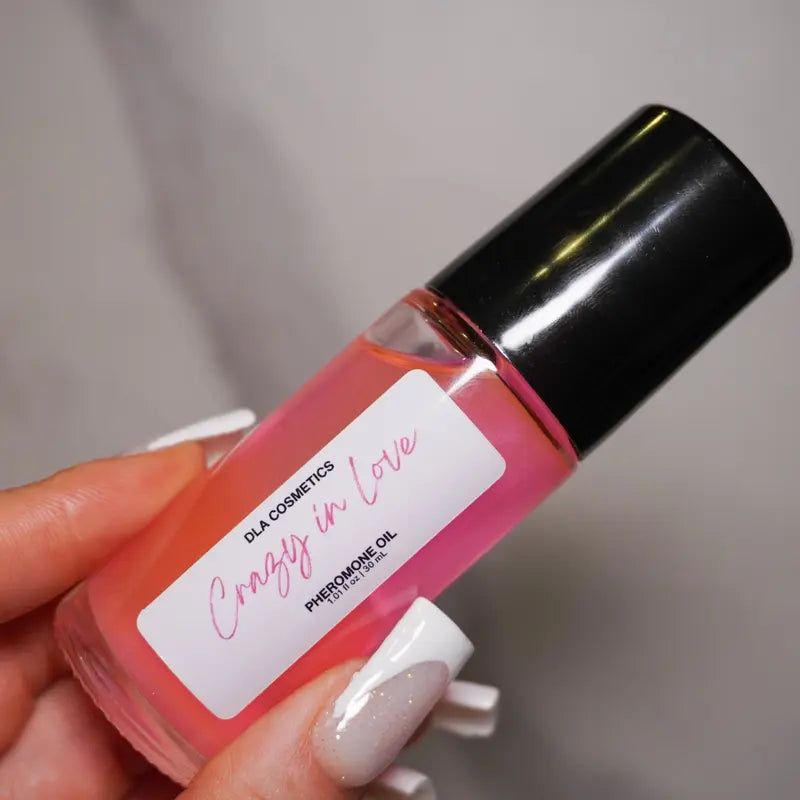 DLA COSMETICS
Crazy in Love
PHEROMONE OIL
1.01 fl oz | 30 mL